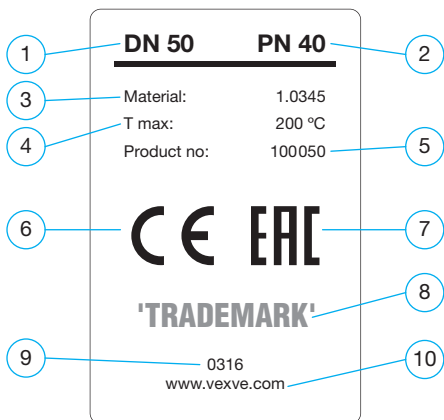 1 DN 50 PN 40 2
3 Material: 1.0345
4 T max: 200 ºC
Product no: 100050 5
6 CE EAC 7
'TRADEMARK' 8
9 0316
www.vexve.com 10